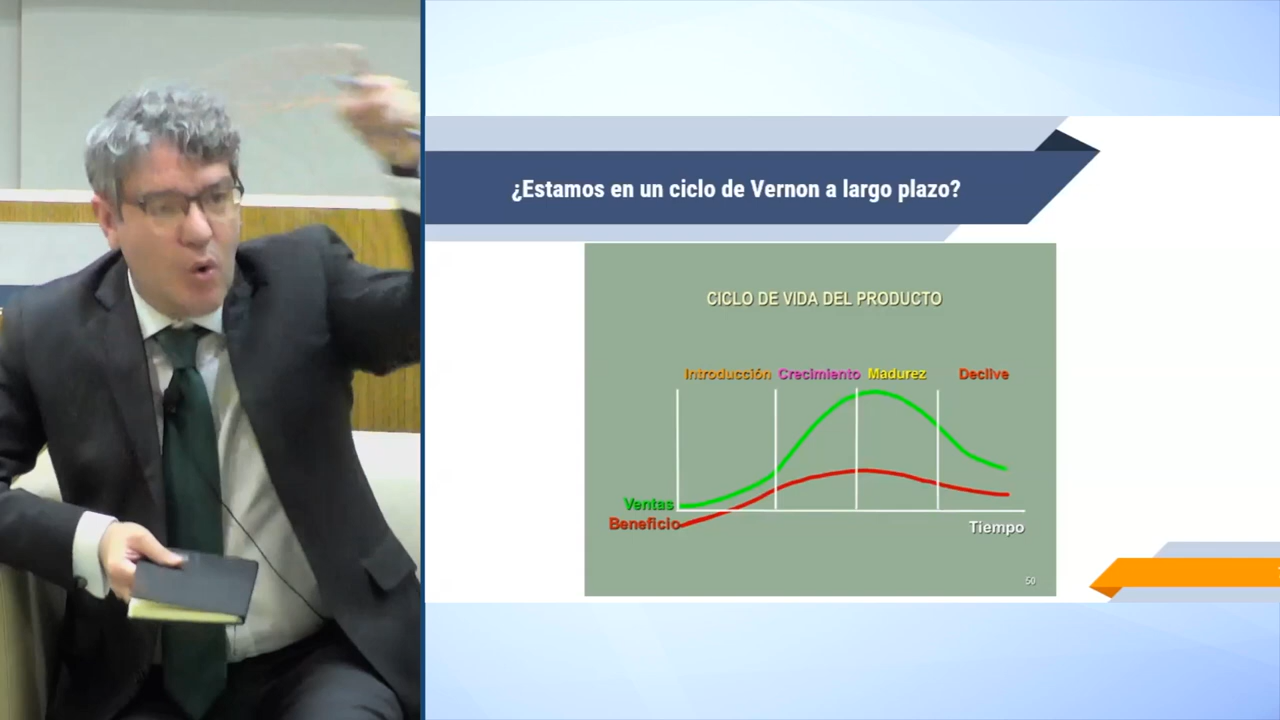 ¿Estamos en un ciclo de Vernon a largo plazo?
CICLO DE VIDA DEL PRODUCTO
Introducción Crecimiento Madurez Declive
Ventas
Beneficio
Tiempo
50